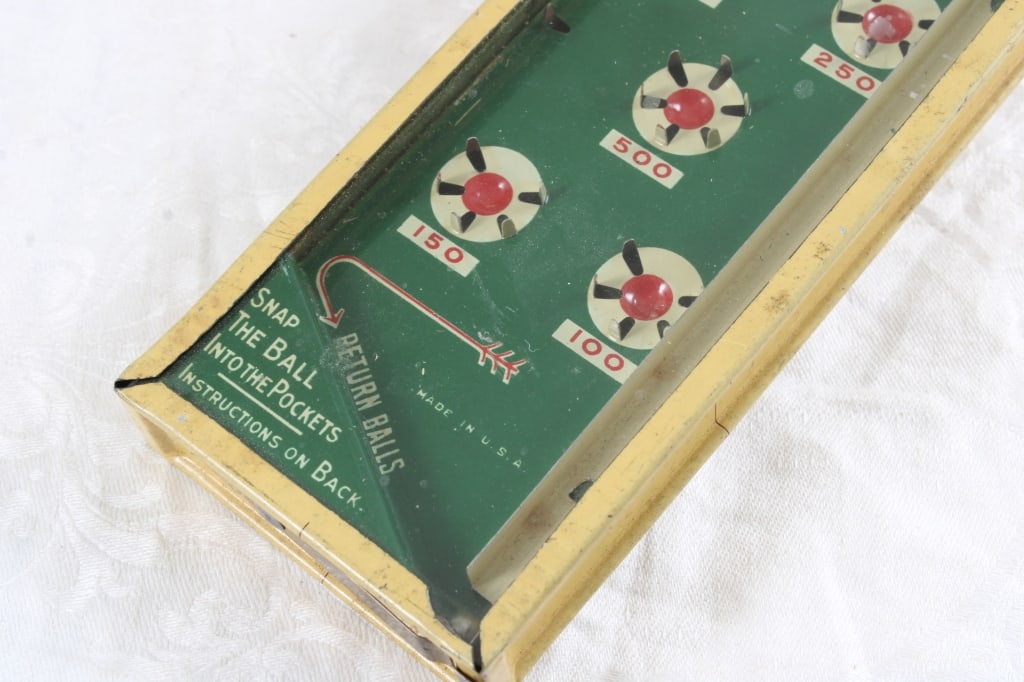 250
500
150
100
SNAP
THE BALL
INTO THE POCKETS
INSTRUCTIONS ON BACK.
RETURN BALLS
MADE IN U.S.A